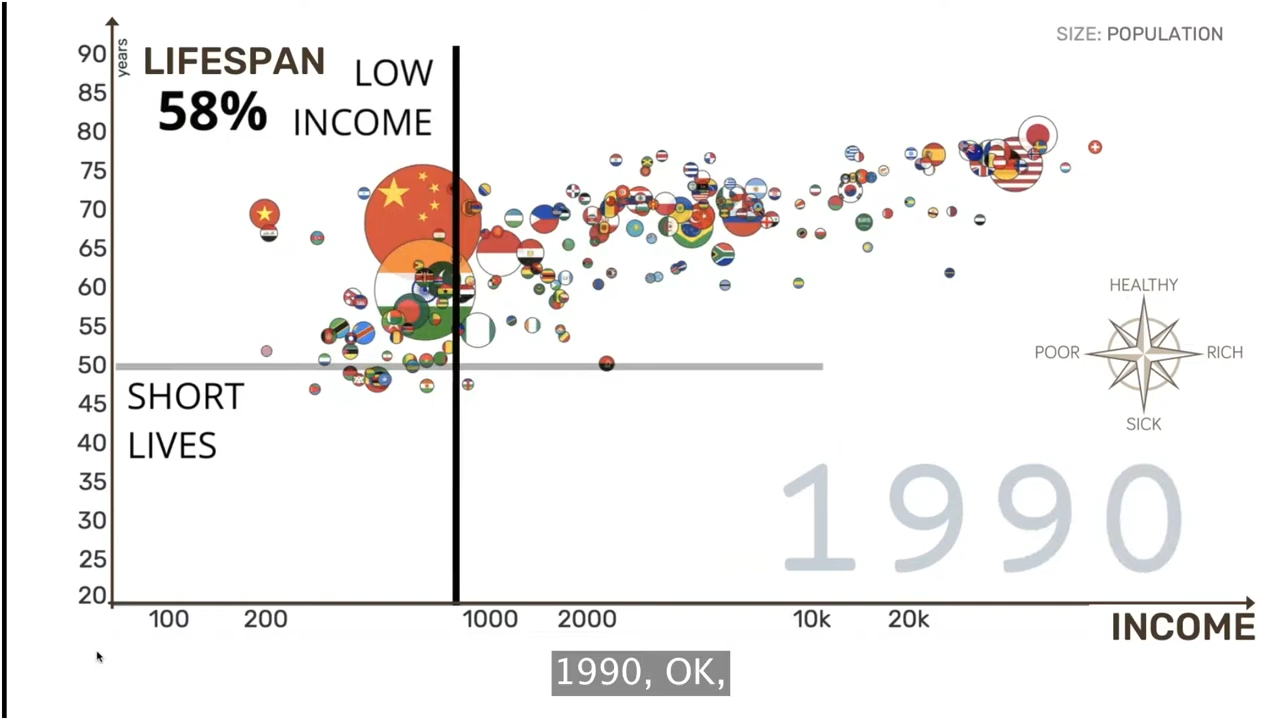 SIZE: POPULATION
years
LIFESPAN
58%
LOW
INCOME
90
85
80
75
70
65
60
55
50
45
40
35
30
25
20
SHORT
LIVES
HEALTHY
POOR
RICH
SICK
1990
100 200 1000 2000 10k 20k
INCOME
1990, OK,